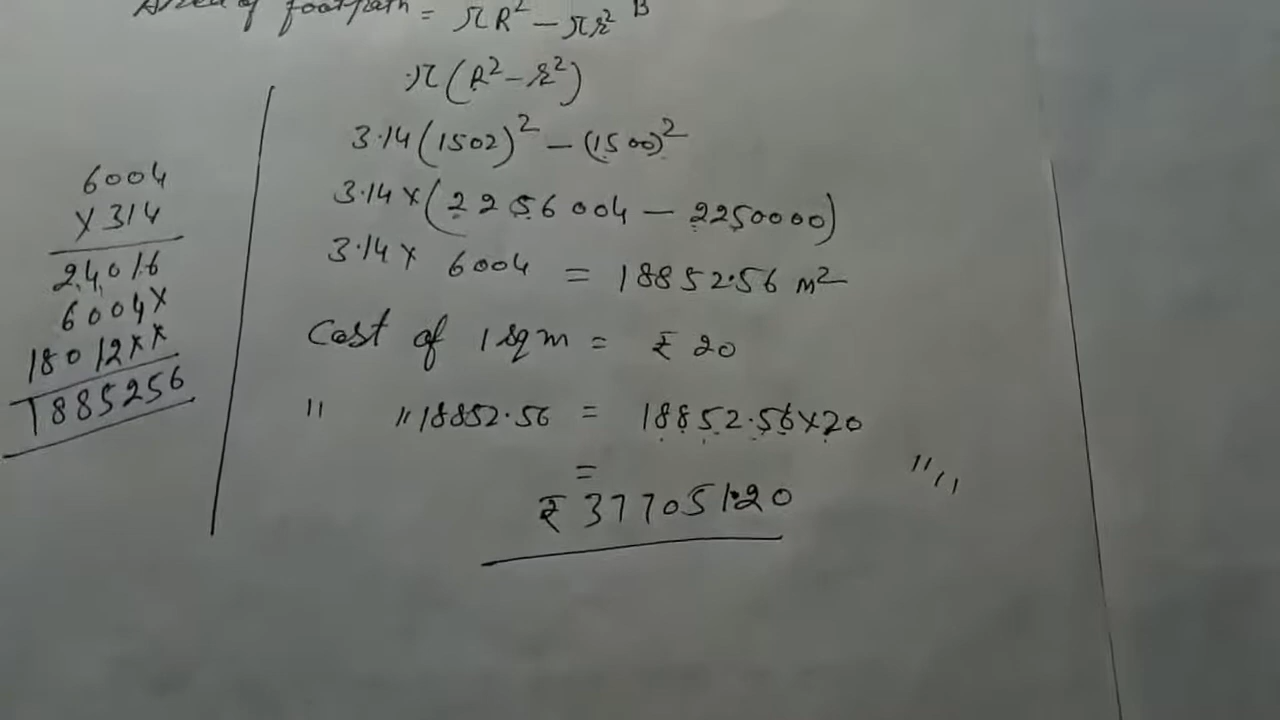 Area of footpath = πR² - πr² B
π(R² - r²)
3.14(1502)² - (1500)²
3.14 × (2256004 - 2250000)
3.14 × 6004 = 18852.56 m²
Cost of 1 sqm = ₹ 20
" " 18852.56 = 18852.56×20
=
₹ 377051.20
6004
×314
24016
6004×
18012××
1885256